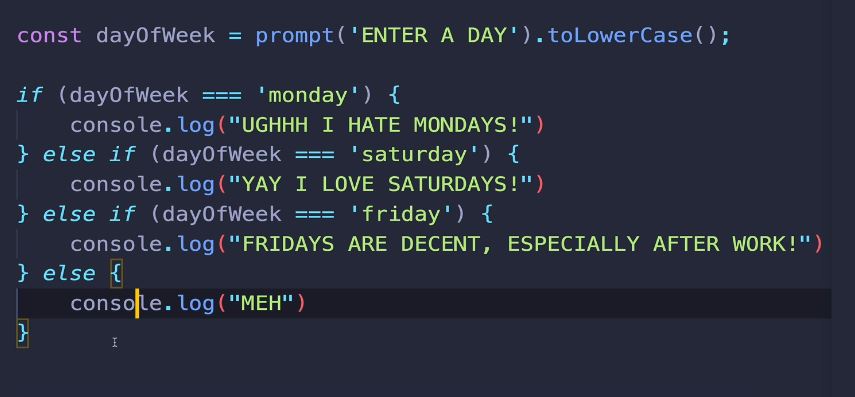 const dayOfWeek = prompt('ENTER A DAY').toLowerCase();
if (dayOfWeek === 'monday') {
    console.log("UGHHH I HATE MONDAYS!")
} else if (dayOfWeek === 'saturday') {
    console.log("YAY I LOVE SATURDAYS!")
} else if (dayOfWeek === 'friday') {
    console.log("FRIDAYS ARE DECENT, ESPECIALLY AFTER WORK!")
} else {
    console.log("MEH")
}